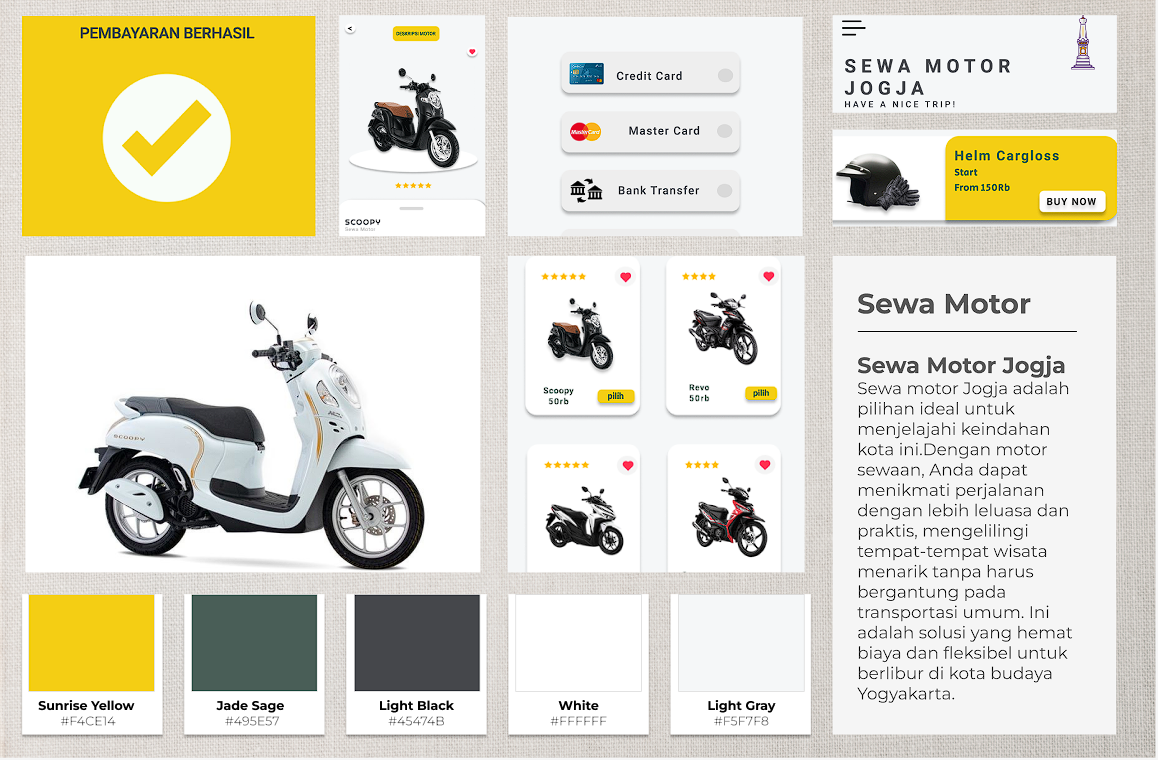 PEMBAYARAN BERHASIL
DESKRIPSI MOTOR
SCOOPY
Sewa Motor
Credit Card
Master Card
MasterCard
Bank Transfer
SEWA MOTOR
JOGJA
HAVE A NICE TRIP!
Helm Cargloss
Start
From 150Rb
BUY NOW
SCOOPY
Scoopy
50rb
pilih
Revo
50rb
pilih
Sewa Motor
Sewa Motor Jogja
Sewa motor Jogja adalah
pilihan ideal untuk
menjelajahi keindahan
kota ini.Dengan motor
sewaan, Anda dapat
menikmati perjalanan
dengan lebih leluasa dan
praktis, mengelilingi
tempat-tempat wisata
menarik tanpa harus
bergantung pada
transportasi umum. Ini
adalah solusi yang hemat
biaya dan fleksibel untuk
berlibur di kota budaya
Yogyakarta.
Sunrise Yellow
#F4CE14
Jade Sage
#495E57
Light Black
#45474B
White
#FFFFFF
Light Gray
#F5F7F8